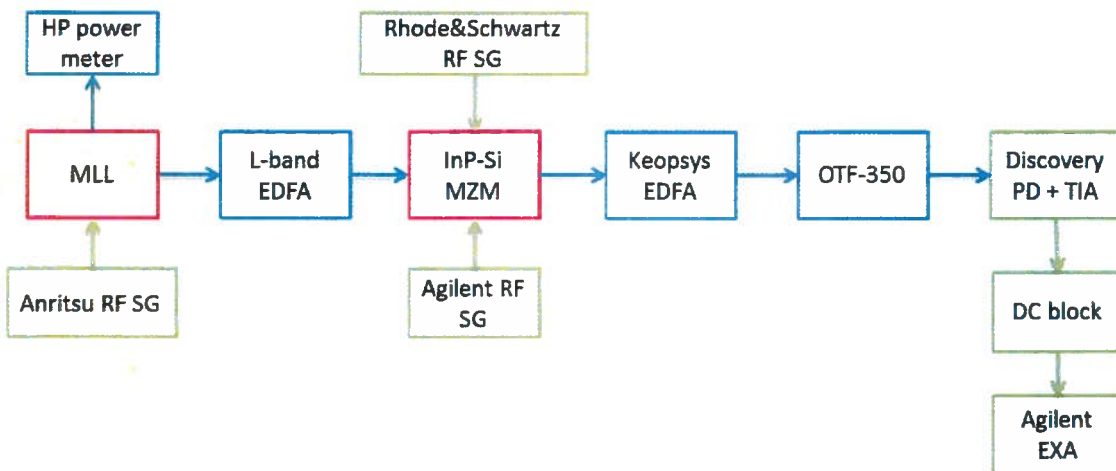 HP power
meter
Rhode&Schwartz
RF SG
MLL
L-band
EDFA
InP-Si
MZM
Keopsys
EDFA
OTF-350
Discovery
PD + TIA
Anritsu RF SG
Agilent RF
SG
DC block
Agilent
EXA